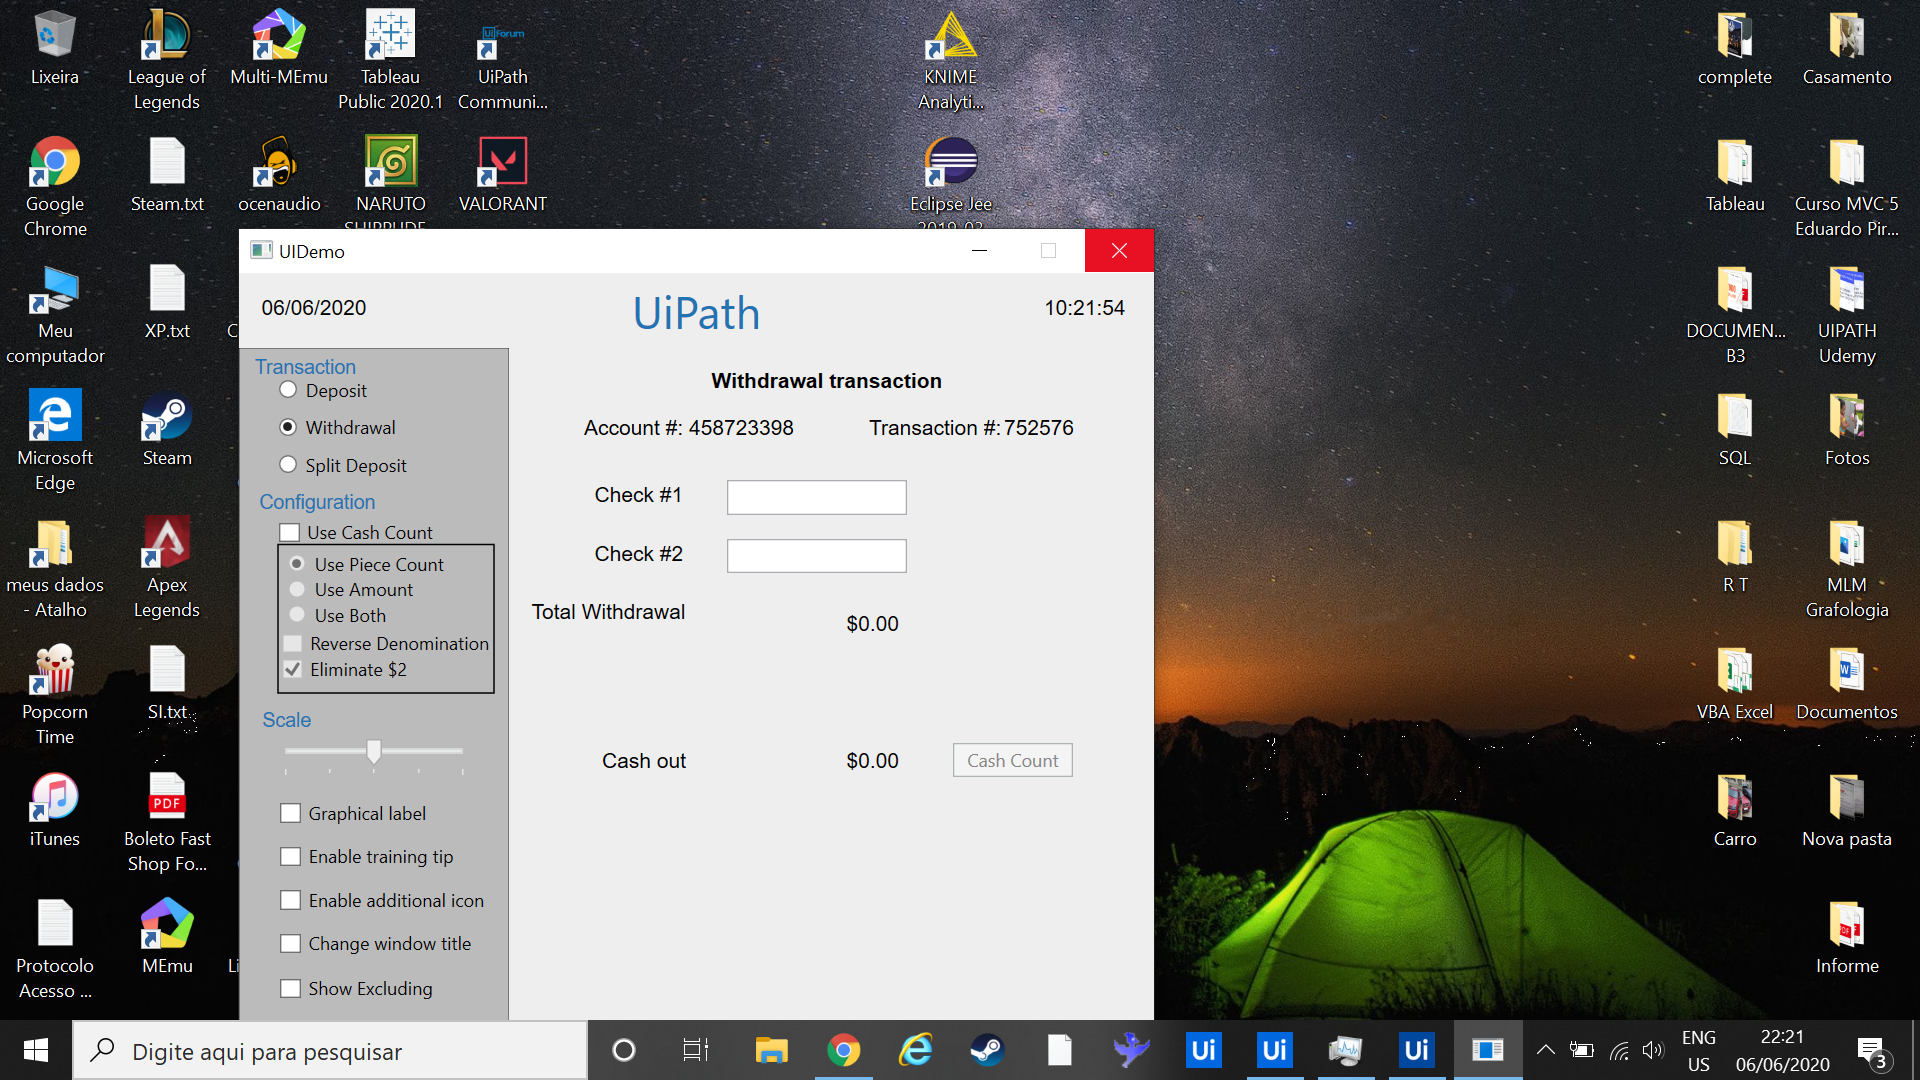 Lixeira
League of
Legends
Multi-MEmu
Tableau
Public 2020.1
UiForum
UiPath
Communi...
KNIME
Analyti...
complete
Casamento
Google
Chrome
Steam.txt
ocenaudio
NARUTO
VALORANT
Eclipse Jee
Tableau
Curso MVC 5
Eduardo Pir...
Meu
computador
XP.txt
DOCUMEN...
B3
UIPATH
Udemy
Microsoft
Edge
Steam
SQL
Fotos
meus dados
- Atalho
Apex
Legends
R T
MLM
Grafologia
Popcorn
Time
SI.txt
VBA Excel
Documentos
iTunes
PDF
Boleto Fast
Shop Fo...
Carro
Nova pasta
Protocolo
Acesso ...
MEmu
Informe
UIDemo
06/06/2020
UiPath
10:21:54
Transaction
Deposit
Withdrawal
Split Deposit
Configuration
Use Cash Count
Use Piece Count
Use Amount
Use Both
Reverse Denomination
Eliminate $2
Scale
Graphical label
Enable training tip
Enable additional icon
Change window title
Show Excluding
Withdrawal transaction
Account #: 458723398
Transaction #: 752576
Check #1
Check #2
Total Withdrawal
$0.00
Cash out
$0.00
Cash Count
Digite aqui para pesquisar
Ui
Ui
Ui
ENG
US
22:21
06/06/2020
3